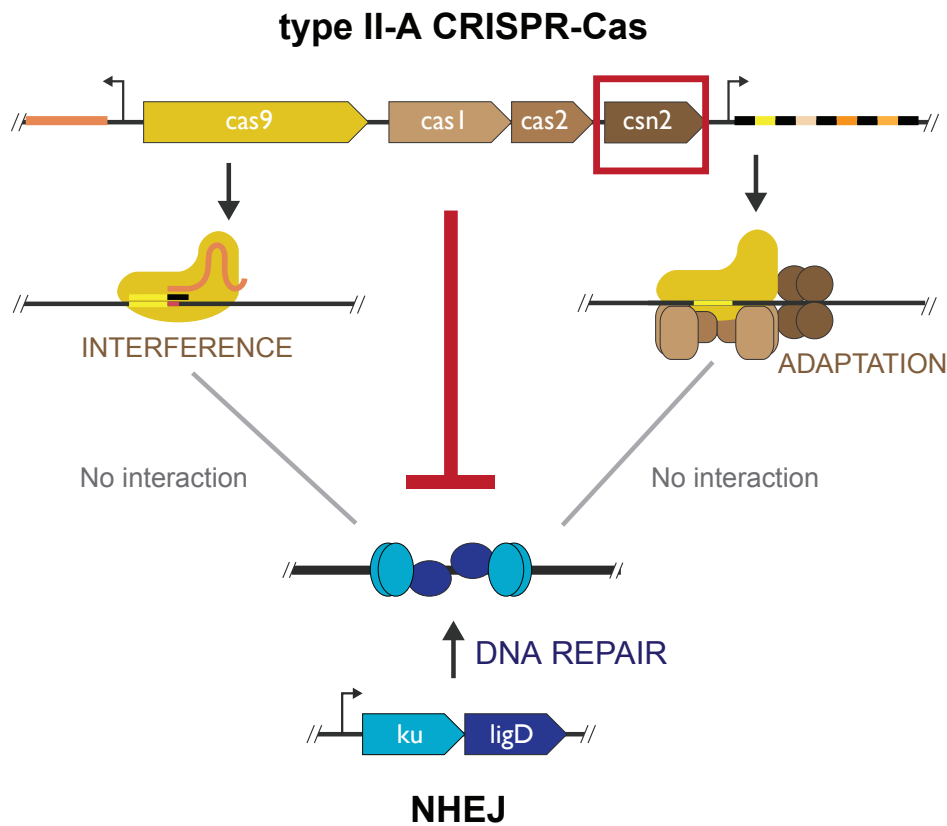 type II-A CRISPR-Cas
cas9 cas1 cas2 csn2
INTERFERENCE
ADAPTATION
No interaction
No interaction
DNA REPAIR
ku ligD
NHEJ